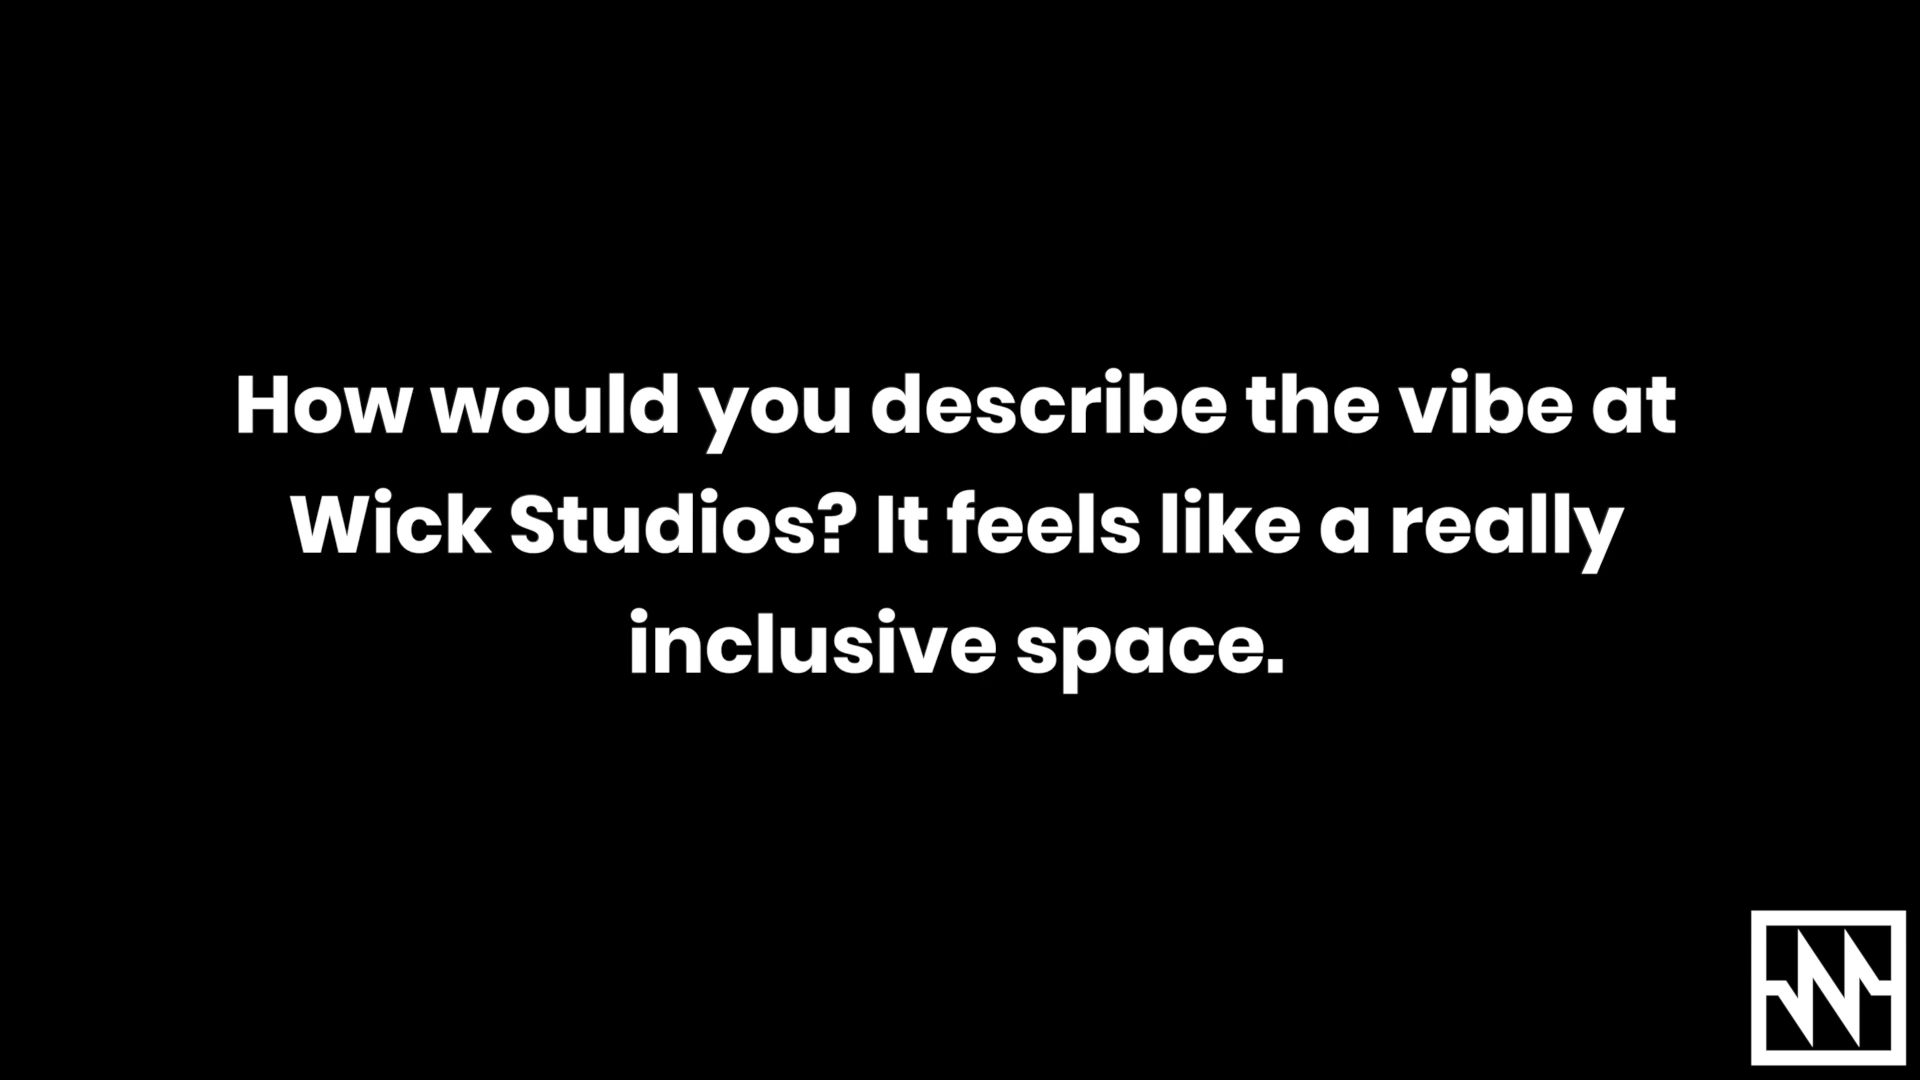 How would you describe the vibe at
Wick Studios? It feels like a really
inclusive space.